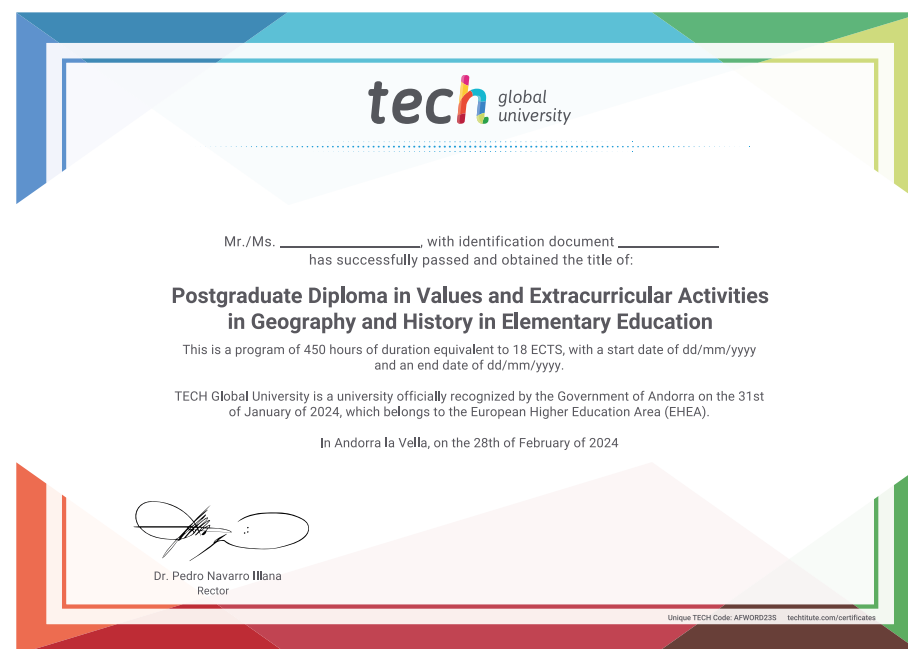 tech global university
Mr./Ms. ____________________, with identification document ______________
has successfully passed and obtained the title of:
Postgraduate Diploma in Values and Extracurricular Activities
in Geography and History in Elementary Education
This is a program of 450 hours of duration equivalent to 18 ECTS, with a start date of dd/mm/yyyy
and an end date of dd/mm/yyyy.
TECH Global University is a university officially recognized by the Government of Andorra on the 31st
of January of 2024, which belongs to the European Higher Education Area (EHEA).
In Andorra la Vella, on the 28th of February of 2024
Dr. Pedro Navarro Illana
Rector
Unique TECH Code: AFWORD23S techtitute.com/certificates